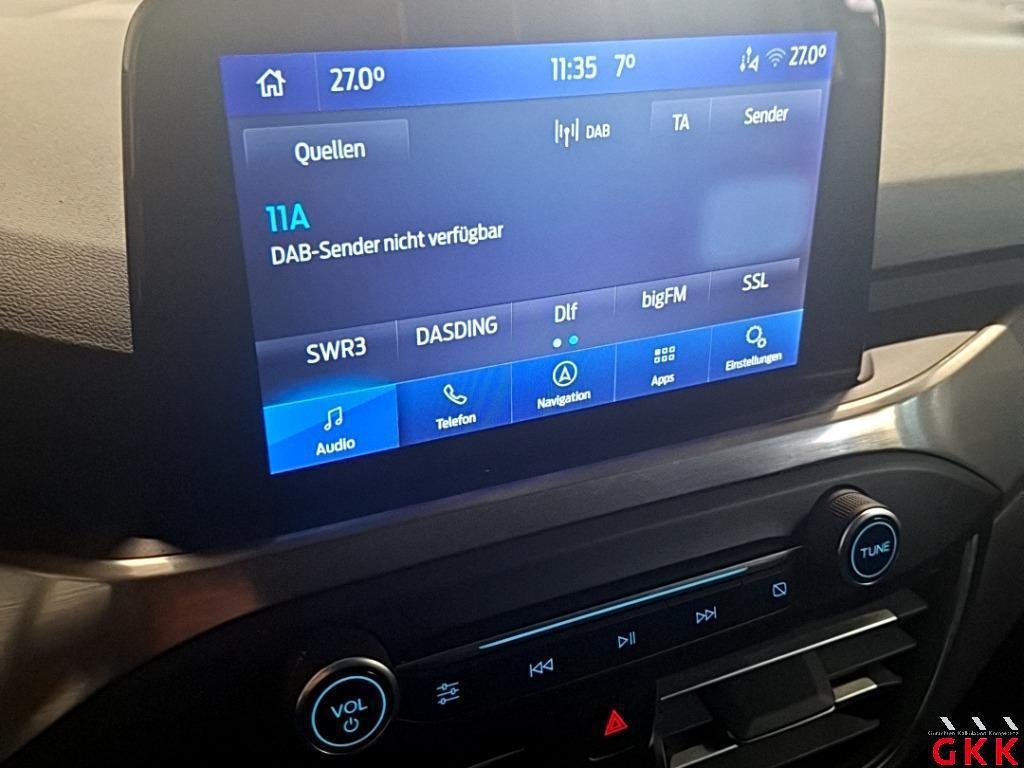 27.0° 11:35 7° 27.0°
Quellen DAB TA Sender
11A
DAB-Sender nicht verfügbar
SWR3 DASDING Dlf bigFM SSL
Audio Telefon Navigation Apps Einstellungen
TUNE
VOL
GKK